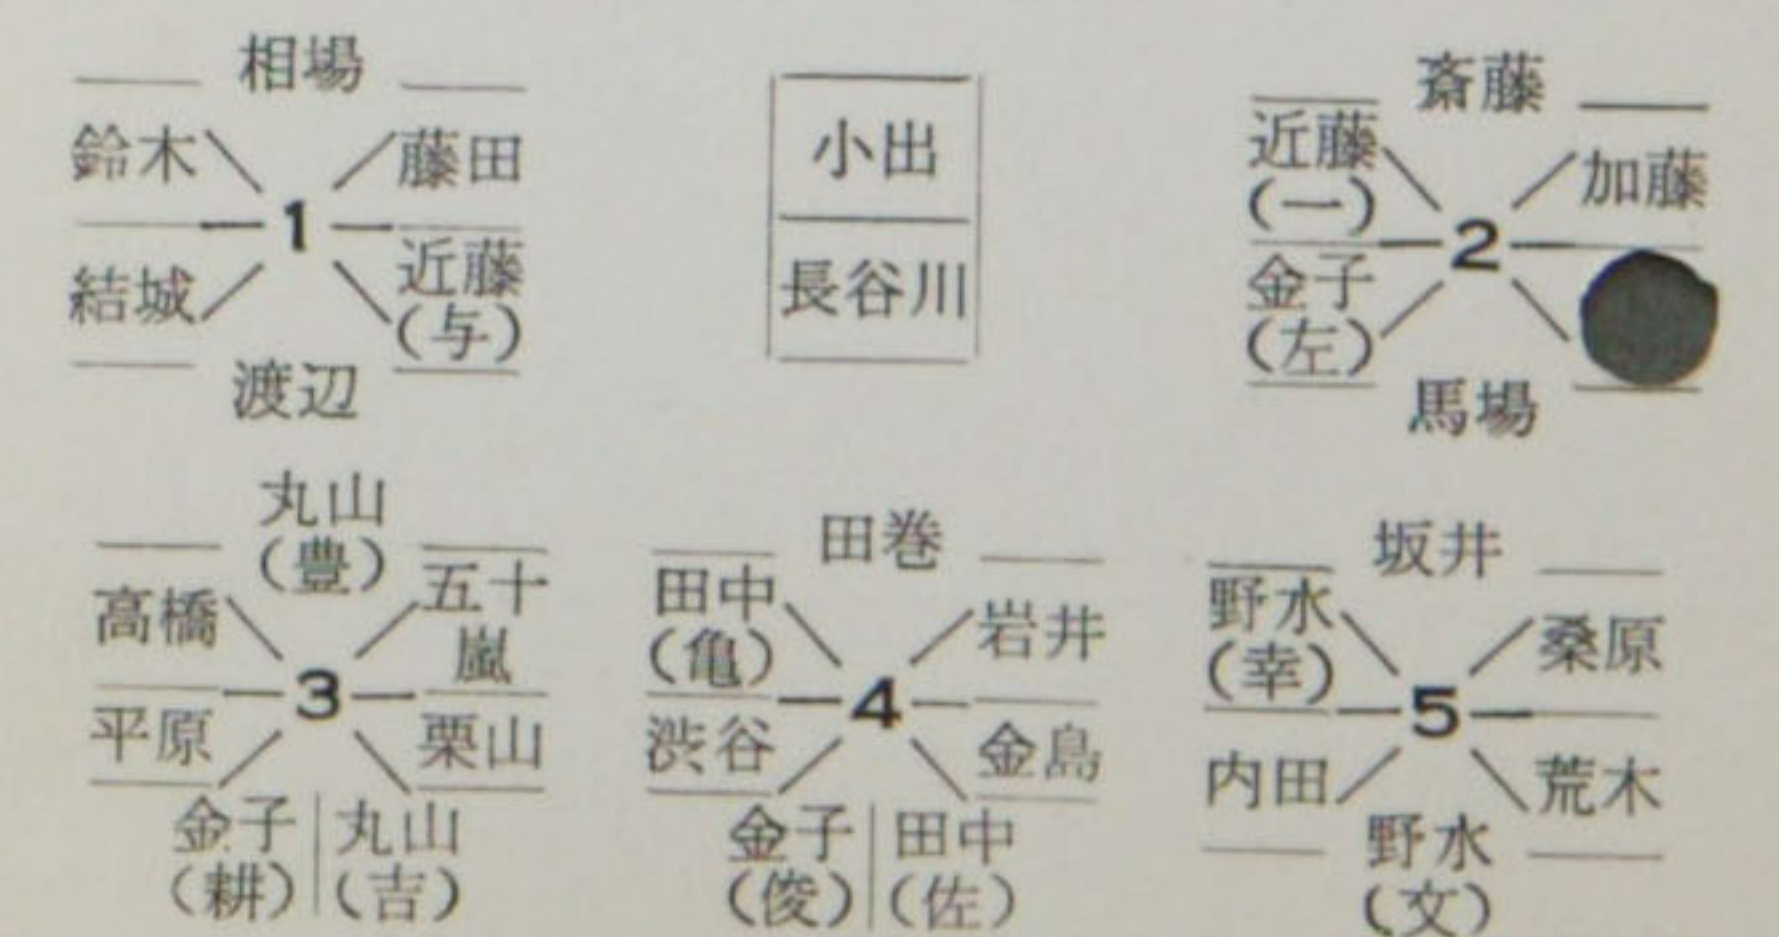 相場
鈴木 藤田
1
結城 近藤
(与)
渡辺
小出
長谷川
斎藤
近藤
(一)
加藤
2
金子
(左)
馬場
丸山
(豊)
高橋 五十
嵐
3
平原 栗山
金子 丸山
(耕) (吉)
田巻
田中
(亀)
岩井
4
渋谷 金島
金子 田中
(俊) (佐)
坂井
野水
(幸)
桑原
5
内田 荒木
野水
(文)